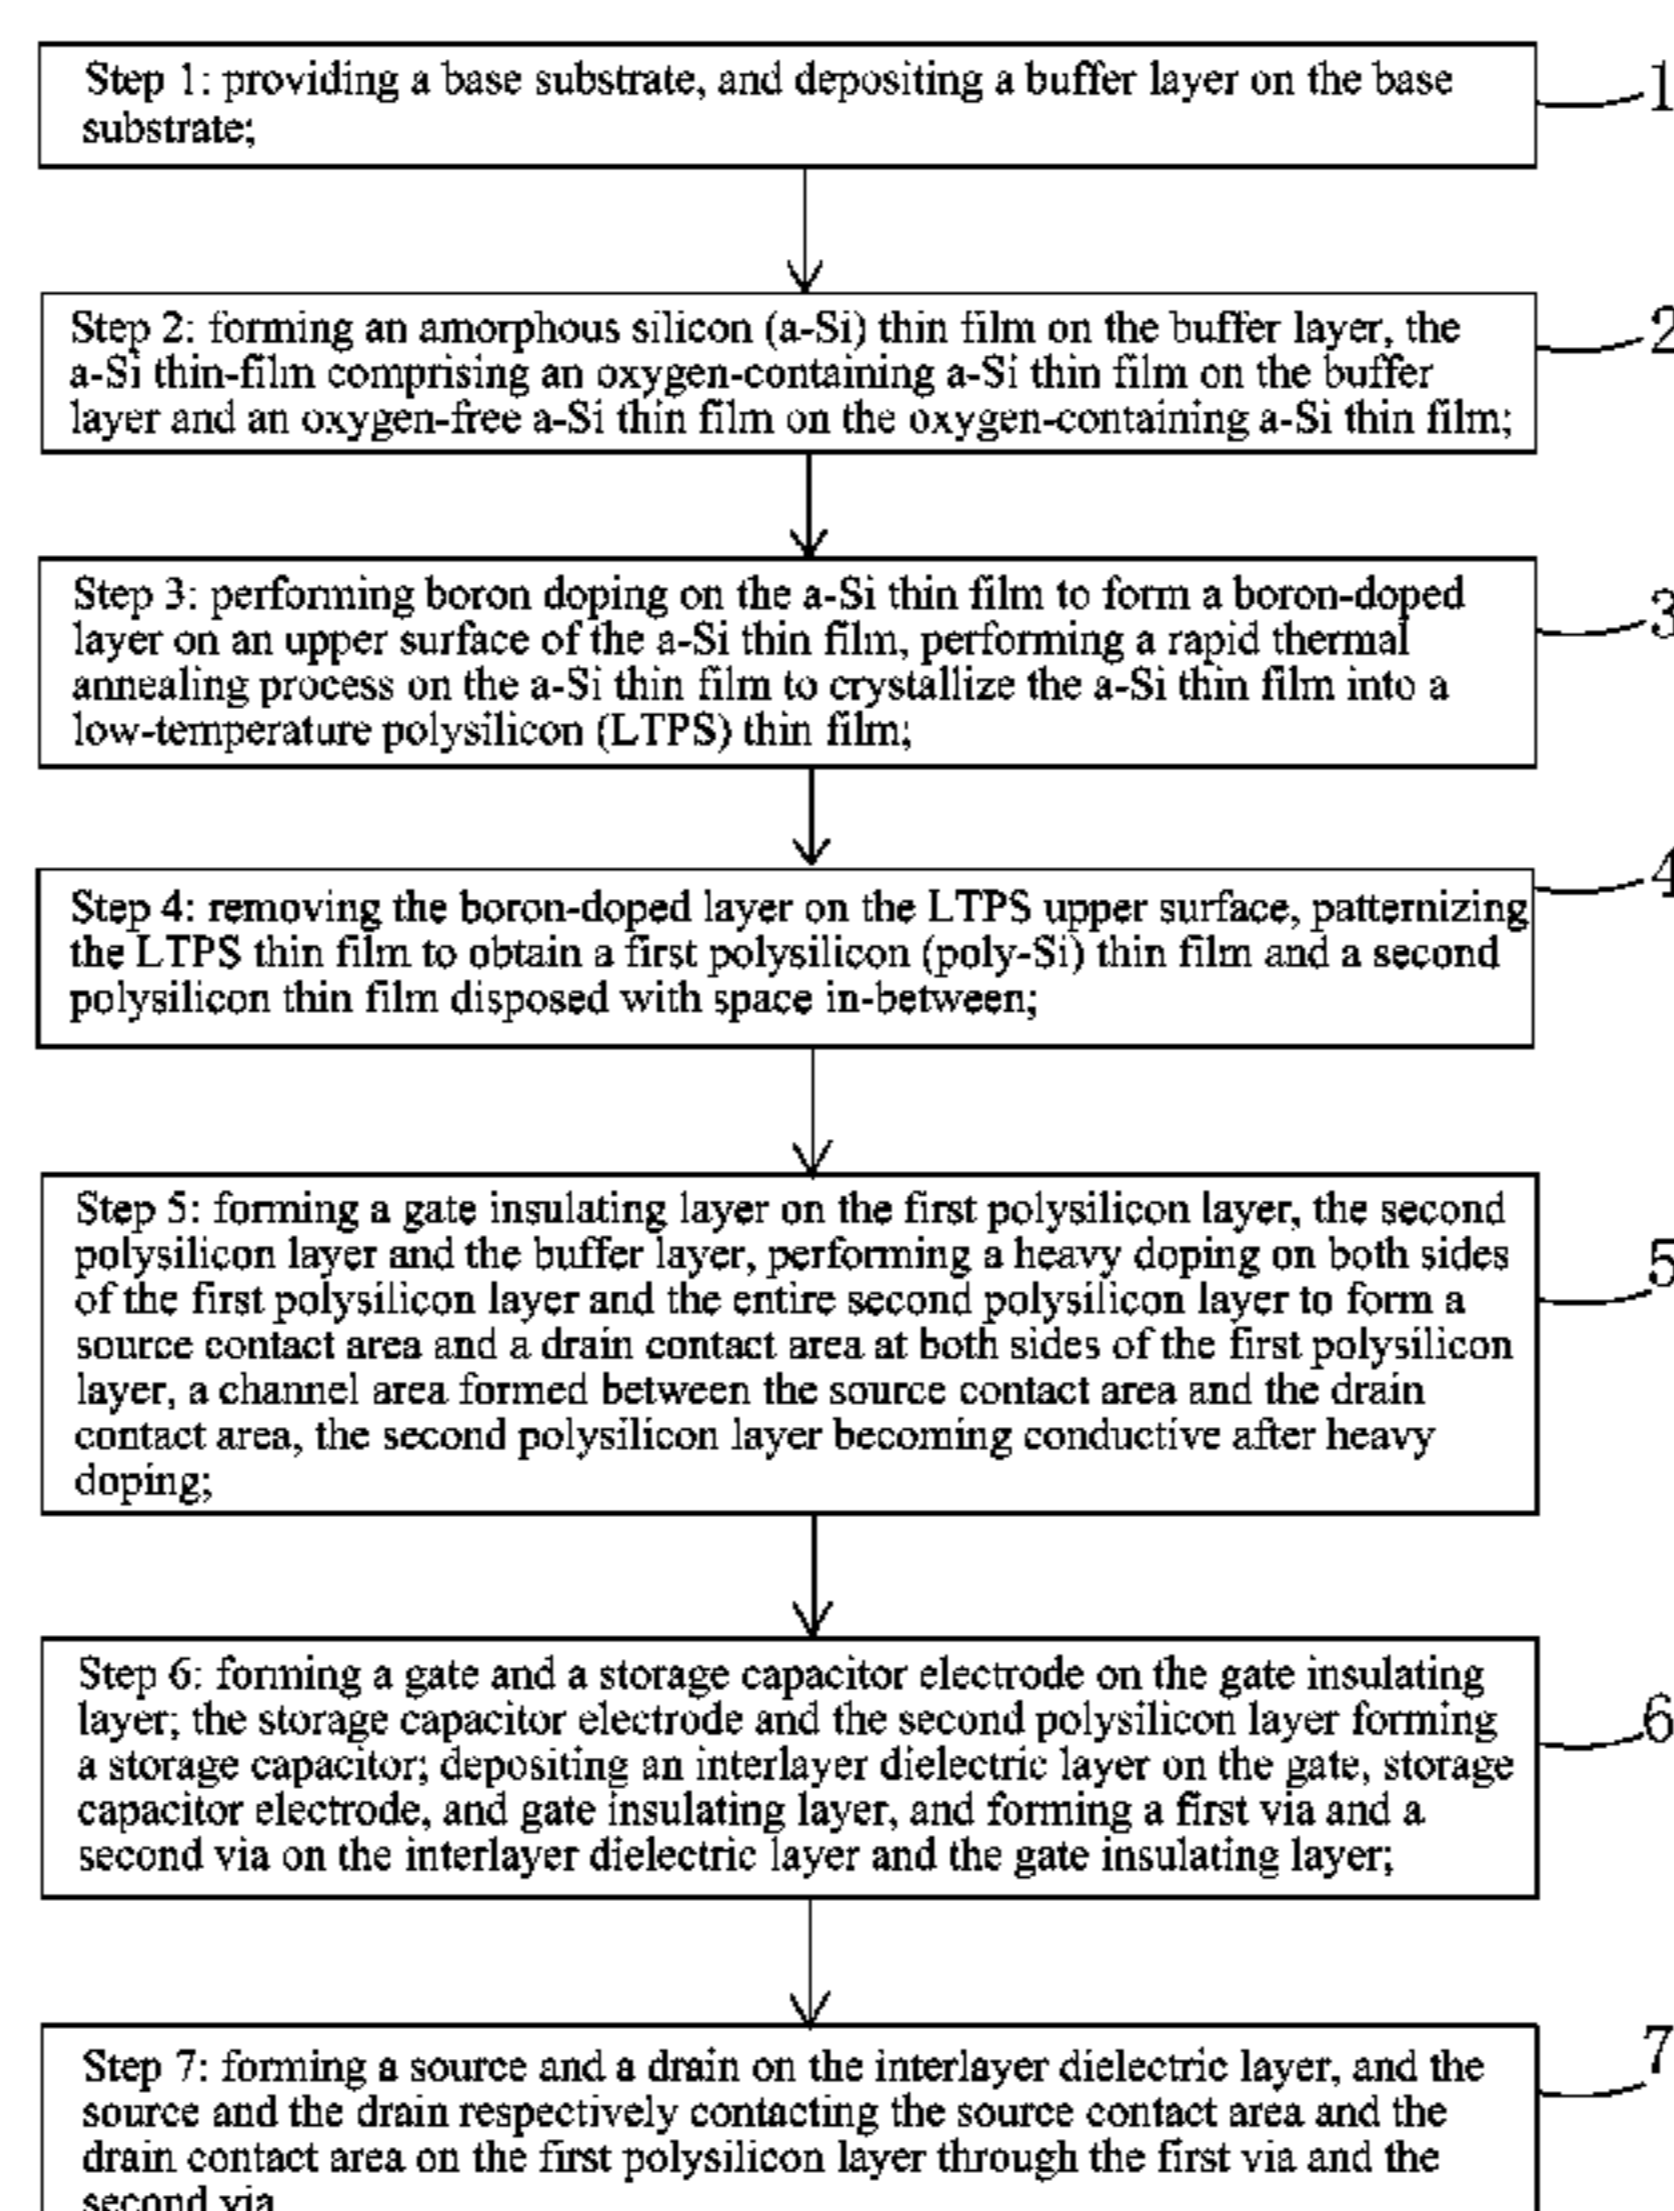 Step 1: providing a base substrate, and depositing a buffer layer on the base
substrate;
1
Step 2: forming an amorphous silicon (a-Si) thin film on the buffer layer, the
a-Si thin-film comprising an oxygen-containing a-Si thin film on the buffer
layer and an oxygen-free a-Si thin film on the oxygen-containing a-Si thin film;
2
Step 3: performing boron doping on the a-Si thin film to form a boron-doped
layer on an upper surface of the a-Si thin film, performing a rapid thermal
annealing process on the a-Si thin film to crystallize the a-Si thin film into a
low-temperature polysilicon (LTPS) thin film;
3
Step 4: removing the boron-doped layer on the LTPS upper surface, patternizing
the LTPS thin film to obtain a first polysilicon (poly-Si) thin film and a second
polysilicon thin film disposed with space in-between;
4
Step 5: forming a gate insulating layer on the first polysilicon layer, the second
polysilicon layer and the buffer layer, performing a heavy doping on both sides
of the first polysilicon layer and the entire second polysilicon layer to form a
source contact area and a drain contact area at both sides of the first polysilicon
layer, a channel area formed between the source contact area and the drain
contact area, the second polysilicon layer becoming conductive after heavy
doping;
5
Step 6: forming a gate and a storage capacitor electrode on the gate insulating
layer; the storage capacitor electrode and the second polysilicon layer forming
a storage capacitor; depositing an interlayer dielectric layer on the gate, storage
capacitor electrode, and gate insulating layer, and forming a first via and a
second via on the interlayer dielectric layer and the gate insulating layer;
6
Step 7: forming a source and a drain on the interlayer dielectric layer, and the
source and the drain respectively contacting the source contact area and the
drain contact area on the first polysilicon layer through the first via and the
second via
7